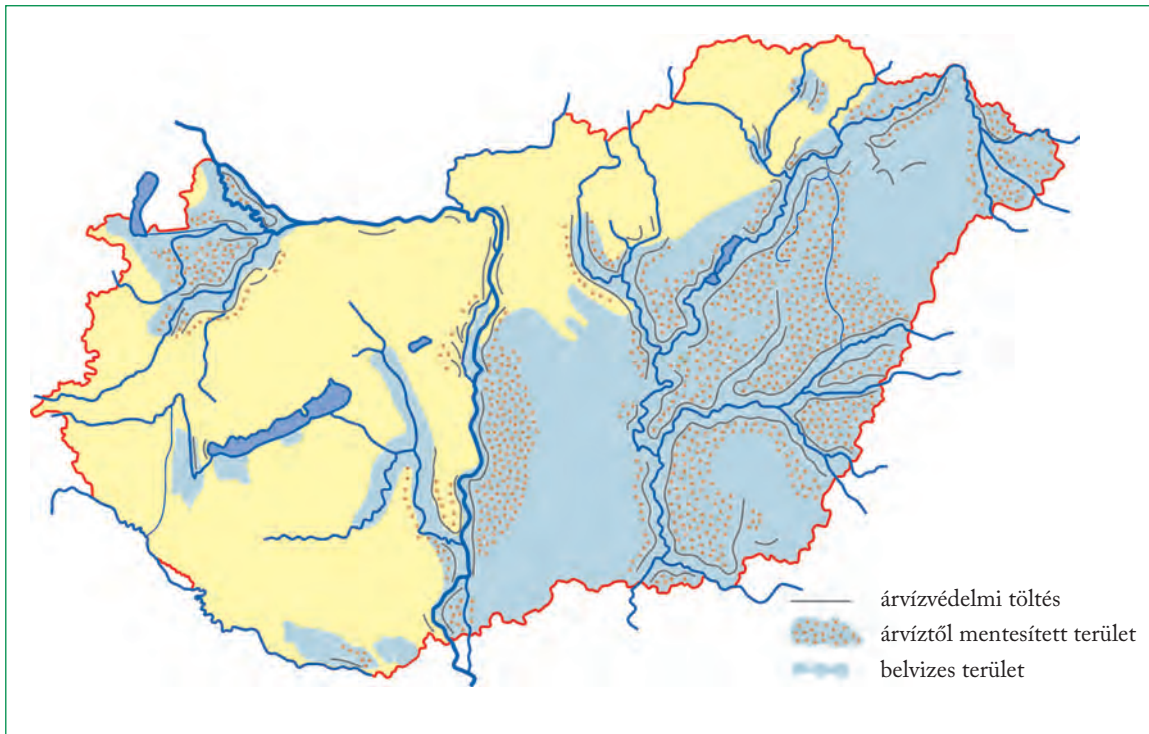 árvízvédelmi töltés
árvíztől mentesített terület
belvizes terület